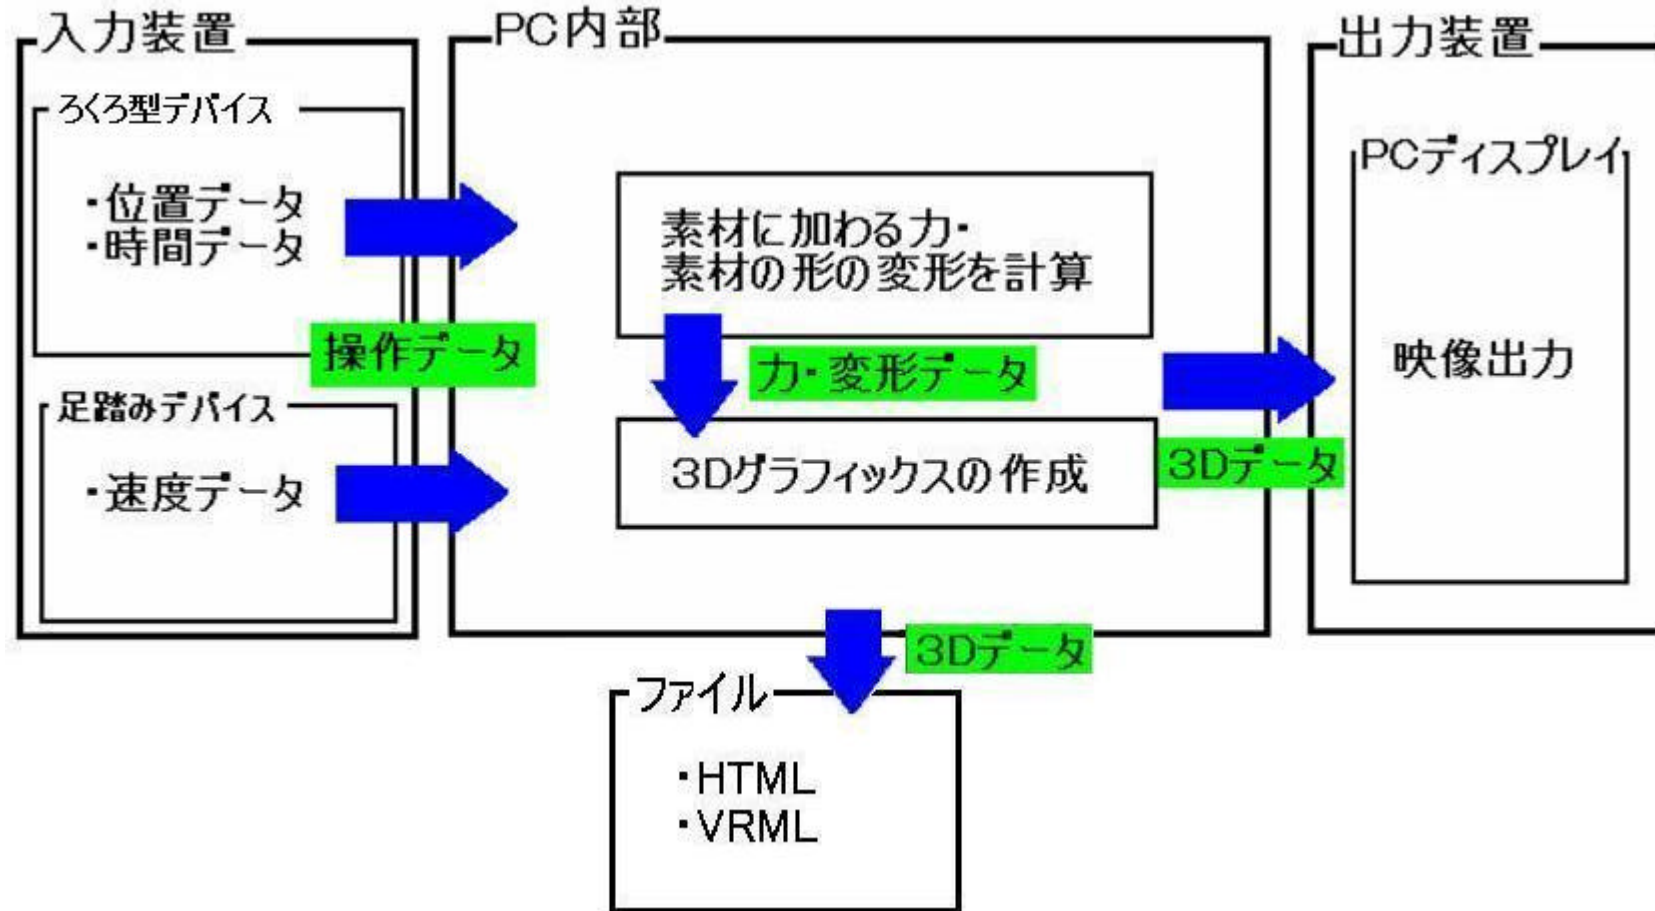 入力装置
ろくろ型デバイス
・位置データ
・時間データ
操作データ
足踏みデバイス
・速度データ
PC内部
素材に加わる力・
素材の形の変形を計算
力・変形データ
3Dグラフィックスの作成
3Dデータ
出力装置
PCディスプレイ
映像出力
3Dデータ
ファイル
・HTML
・VRML